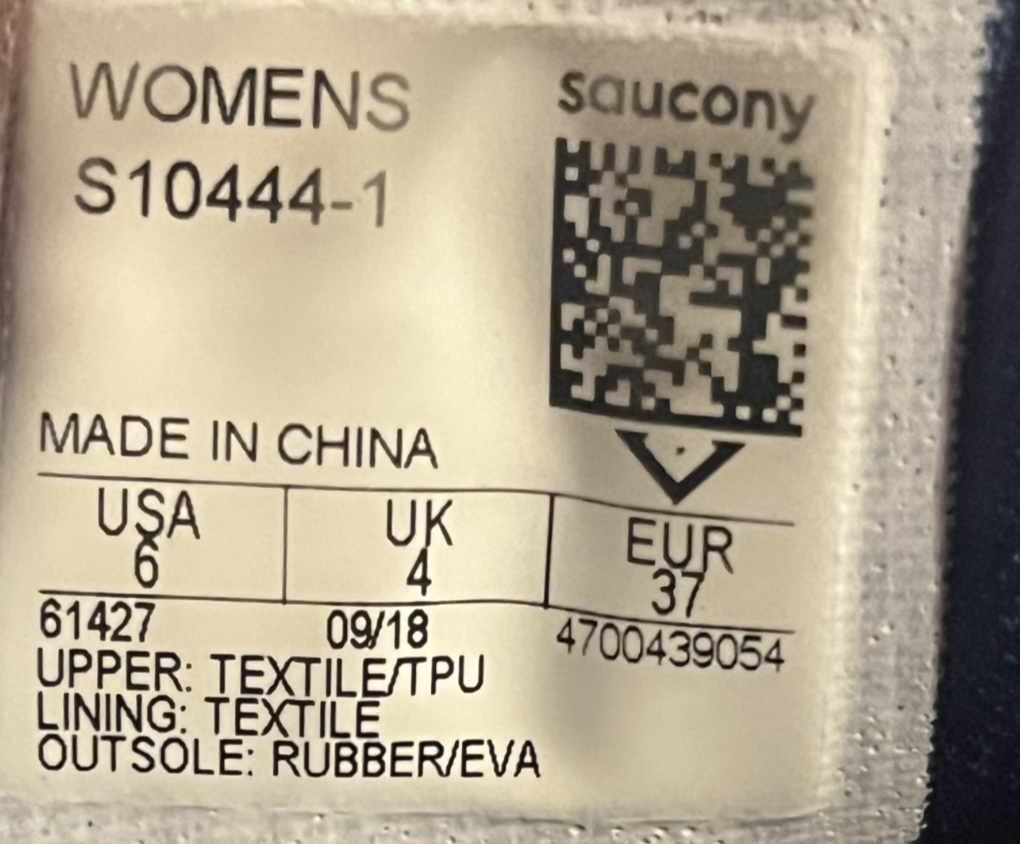 WOMENS
S10444-1
saucony
MADE IN CHINA
USA
6
UK
4
EUR
37
61427 09/18 4700439054
UPPER: TEXTILE/TPU
LINING: TEXTILE
OUTSOLE: RUBBER/EVA